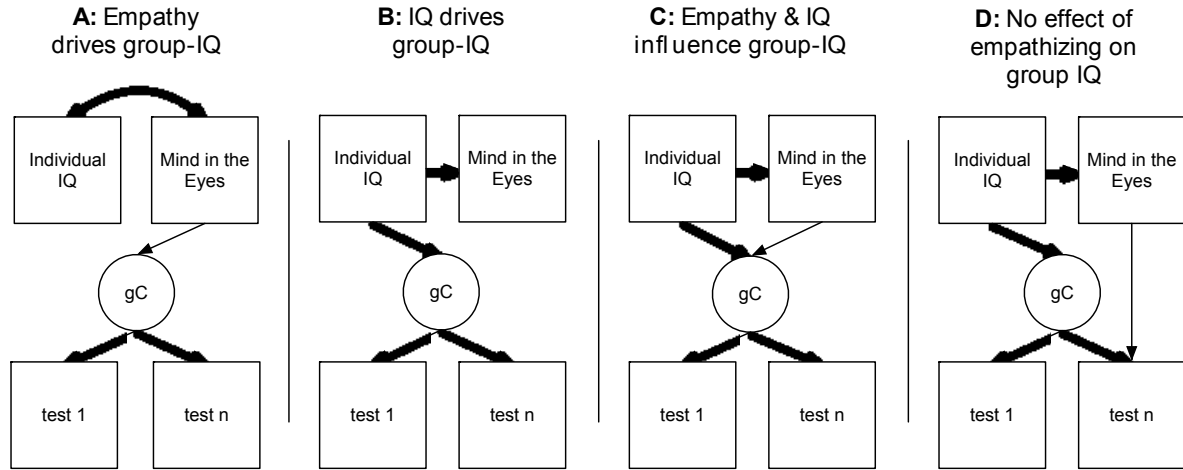 A: Empathy
drives group-IQ
Individual
IQ
Mind in the
Eyes
gC
test 1
test n
B: IQ drives
group-IQ
Individual
IQ
Mind in the
Eyes
gC
test 1
test n
C: Empathy & IQ
influence group-IQ
Individual
IQ
Mind in the
Eyes
gC
test 1
test n
D: No effect of
empathizing on
group IQ
Individual
IQ
Mind in the
Eyes
gC
test 1
test n